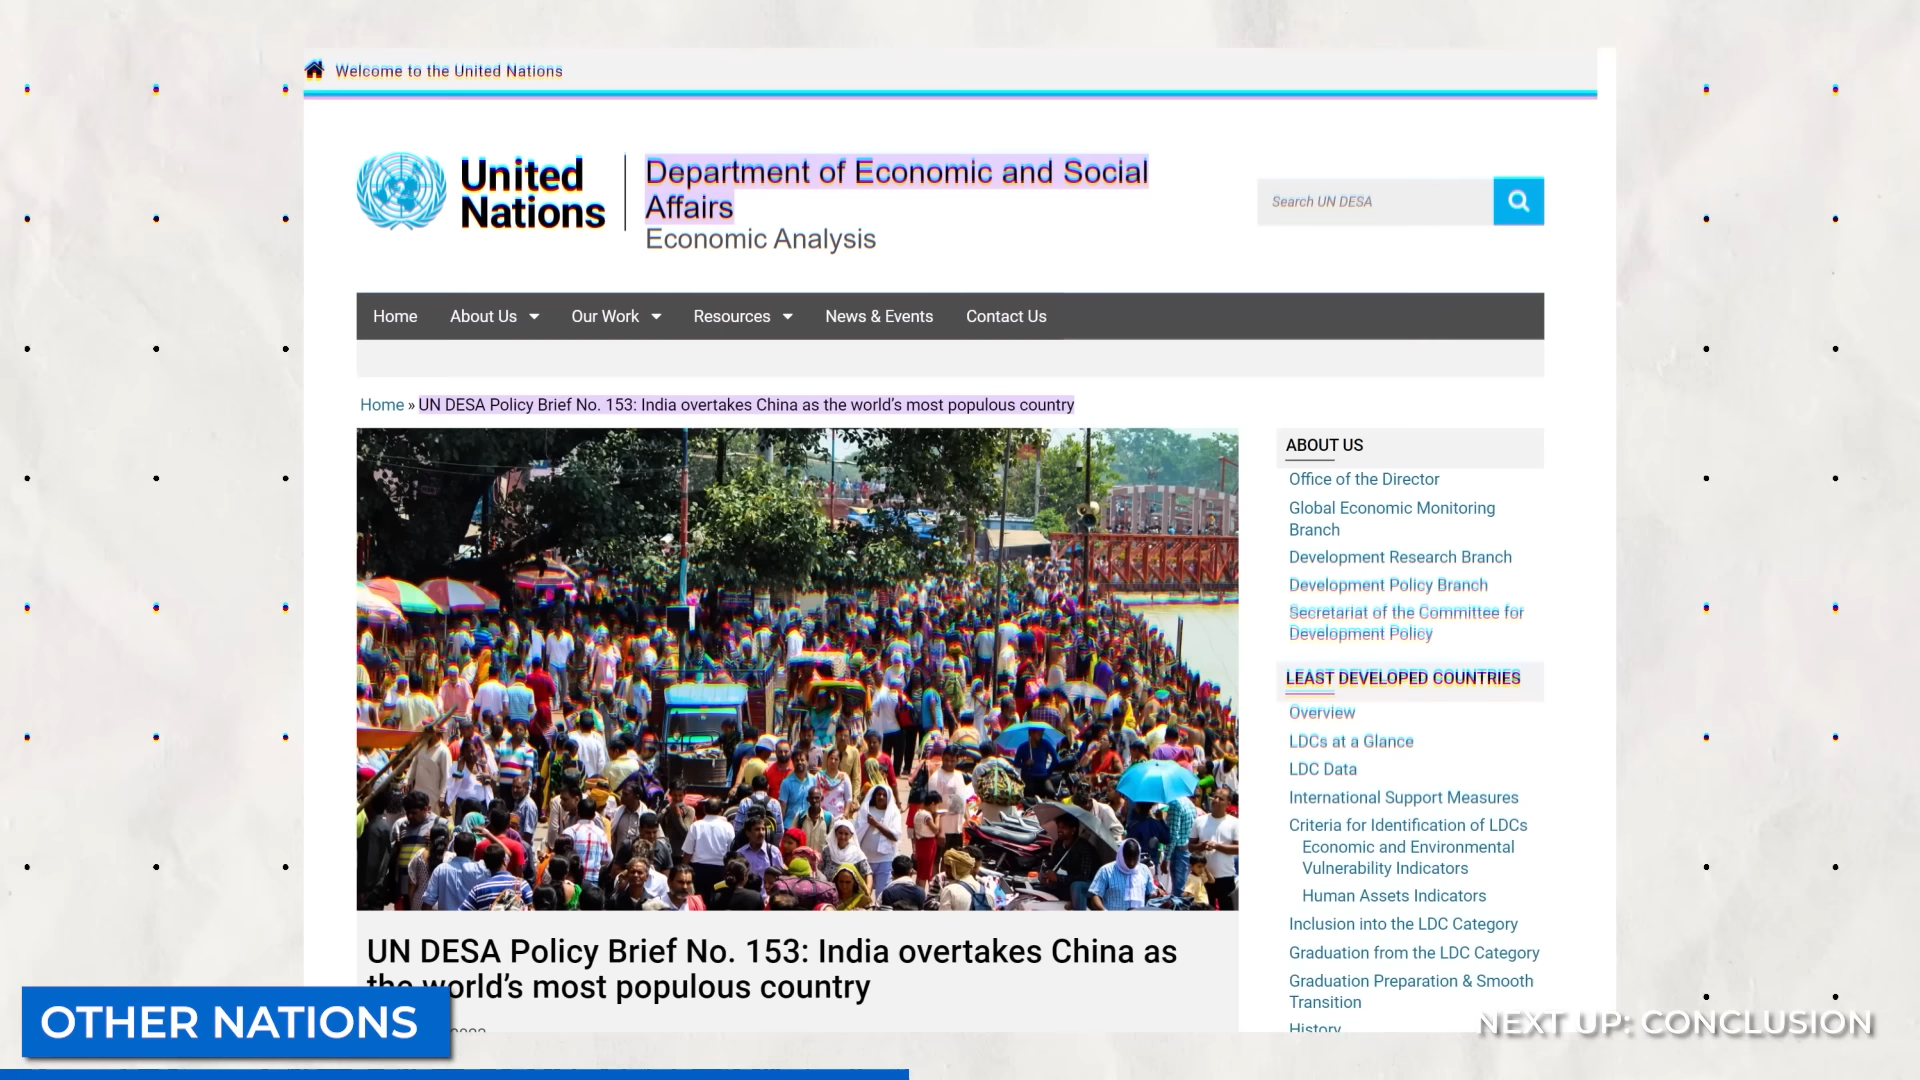 Welcome to the United Nations
United
Nations
Department of Economic and Social
Affairs
Economic Analysis
Search UN DESA
Home About Us Our Work Resources News & Events Contact Us
Home » UN DESA Policy Brief No. 153: India overtakes China as the world's most populous country
UN DESA Policy Brief No. 153: India overtakes China as
the world's most populous country
ABOUT US
Office of the Director
Global Economic Monitoring
Branch
Development Research Branch
Development Policy Branch
Secretariat of the Committee for
Development Policy
LEAST DEVELOPED COUNTRIES
Overview
LDCs at a Glance
LDC Data
International Support Measures
Criteria for Identification of LDCs
Economic and Environmental
Vulnerability Indicators
Human Assets Indicators
Inclusion into the LDC Category
Graduation from the LDC Category
Graduation Preparation & Smooth
Transition
History
OTHER NATIONS
NEXT UP: CONCLUSION